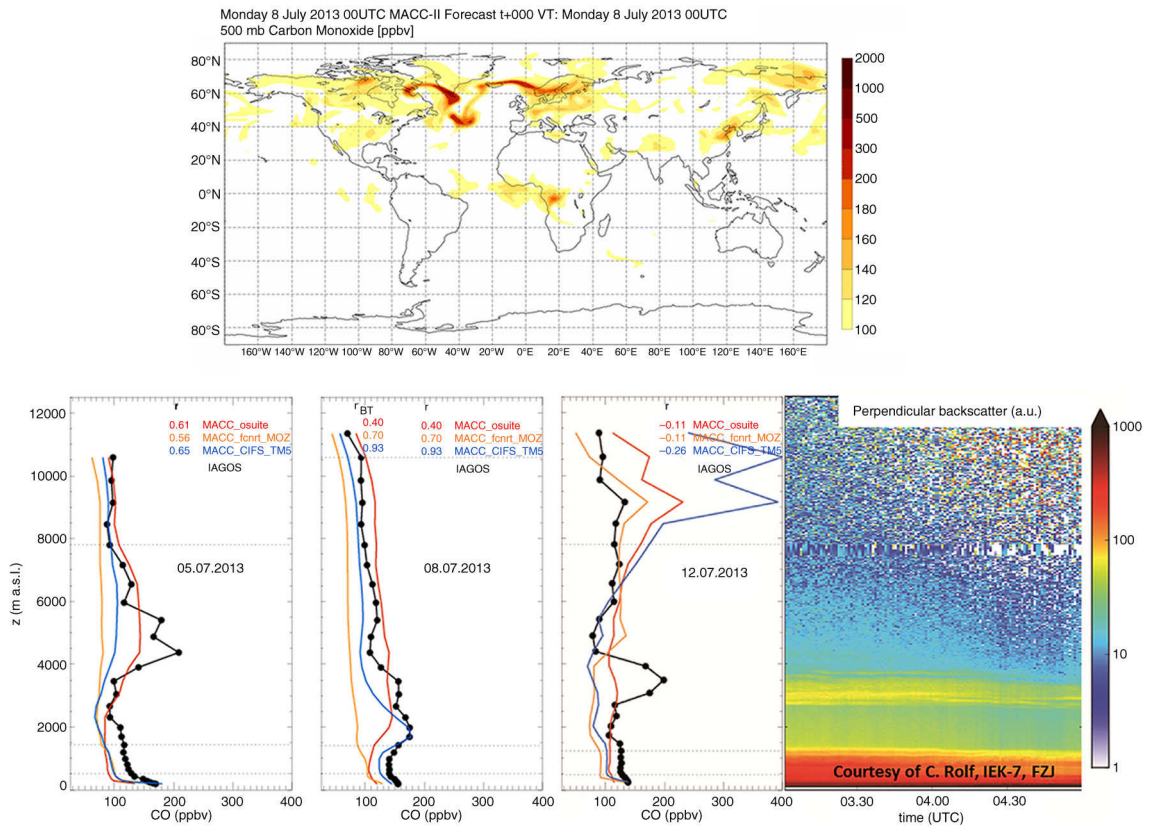 Monday 8 July 2013 00UTC MACC-II Forecast t+000 VT: Monday 8 July 2013 00UTC
500 mb Carbon Monoxide [ppbv]
80°N
60°N
40°N
20°N
0°N
20°S
40°S
60°S
80°S
160°W 140°W 120°W 100°W 80°W 60°W 40°W 20°W 0°E 20°E 40°E 60°E 80°E 100°E 120°E 140°E 160°E
2000
1000
500
300
200
180
160
140
120
100
z (m a.s.l.)
12000
10000
8000
6000
4000
2000
0
r
0.61 MACC_osuite
0.56 MACC_fcnrt_MOZ
0.65 MACC_CIFS_TM5
IAGOS
05.07.2013
100 200 300 400
CO (ppbv)
rBT r
0.40 0.40 MACC_osuite
0.70 0.70 MACC_fcnrt_MOZ
0.93 0.93 MACC_CIFS_TM5
IAGOS
08.07.2013
100 200 300 400
CO (ppbv)
r
−0.11 MACC_osuite
−0.11 MACC_fcnrt_MOZ
−0.26 MACC_CIFS_TM5
IAGOS
12.07.2013
0 100 200 300 400
CO (ppbv)
Perpendicular backscatter (a.u.)
Courtesy of C. Rolf, IEK-7, FZJ
03.30 04.00 04.30
time (UTC)
1000
100
10
1